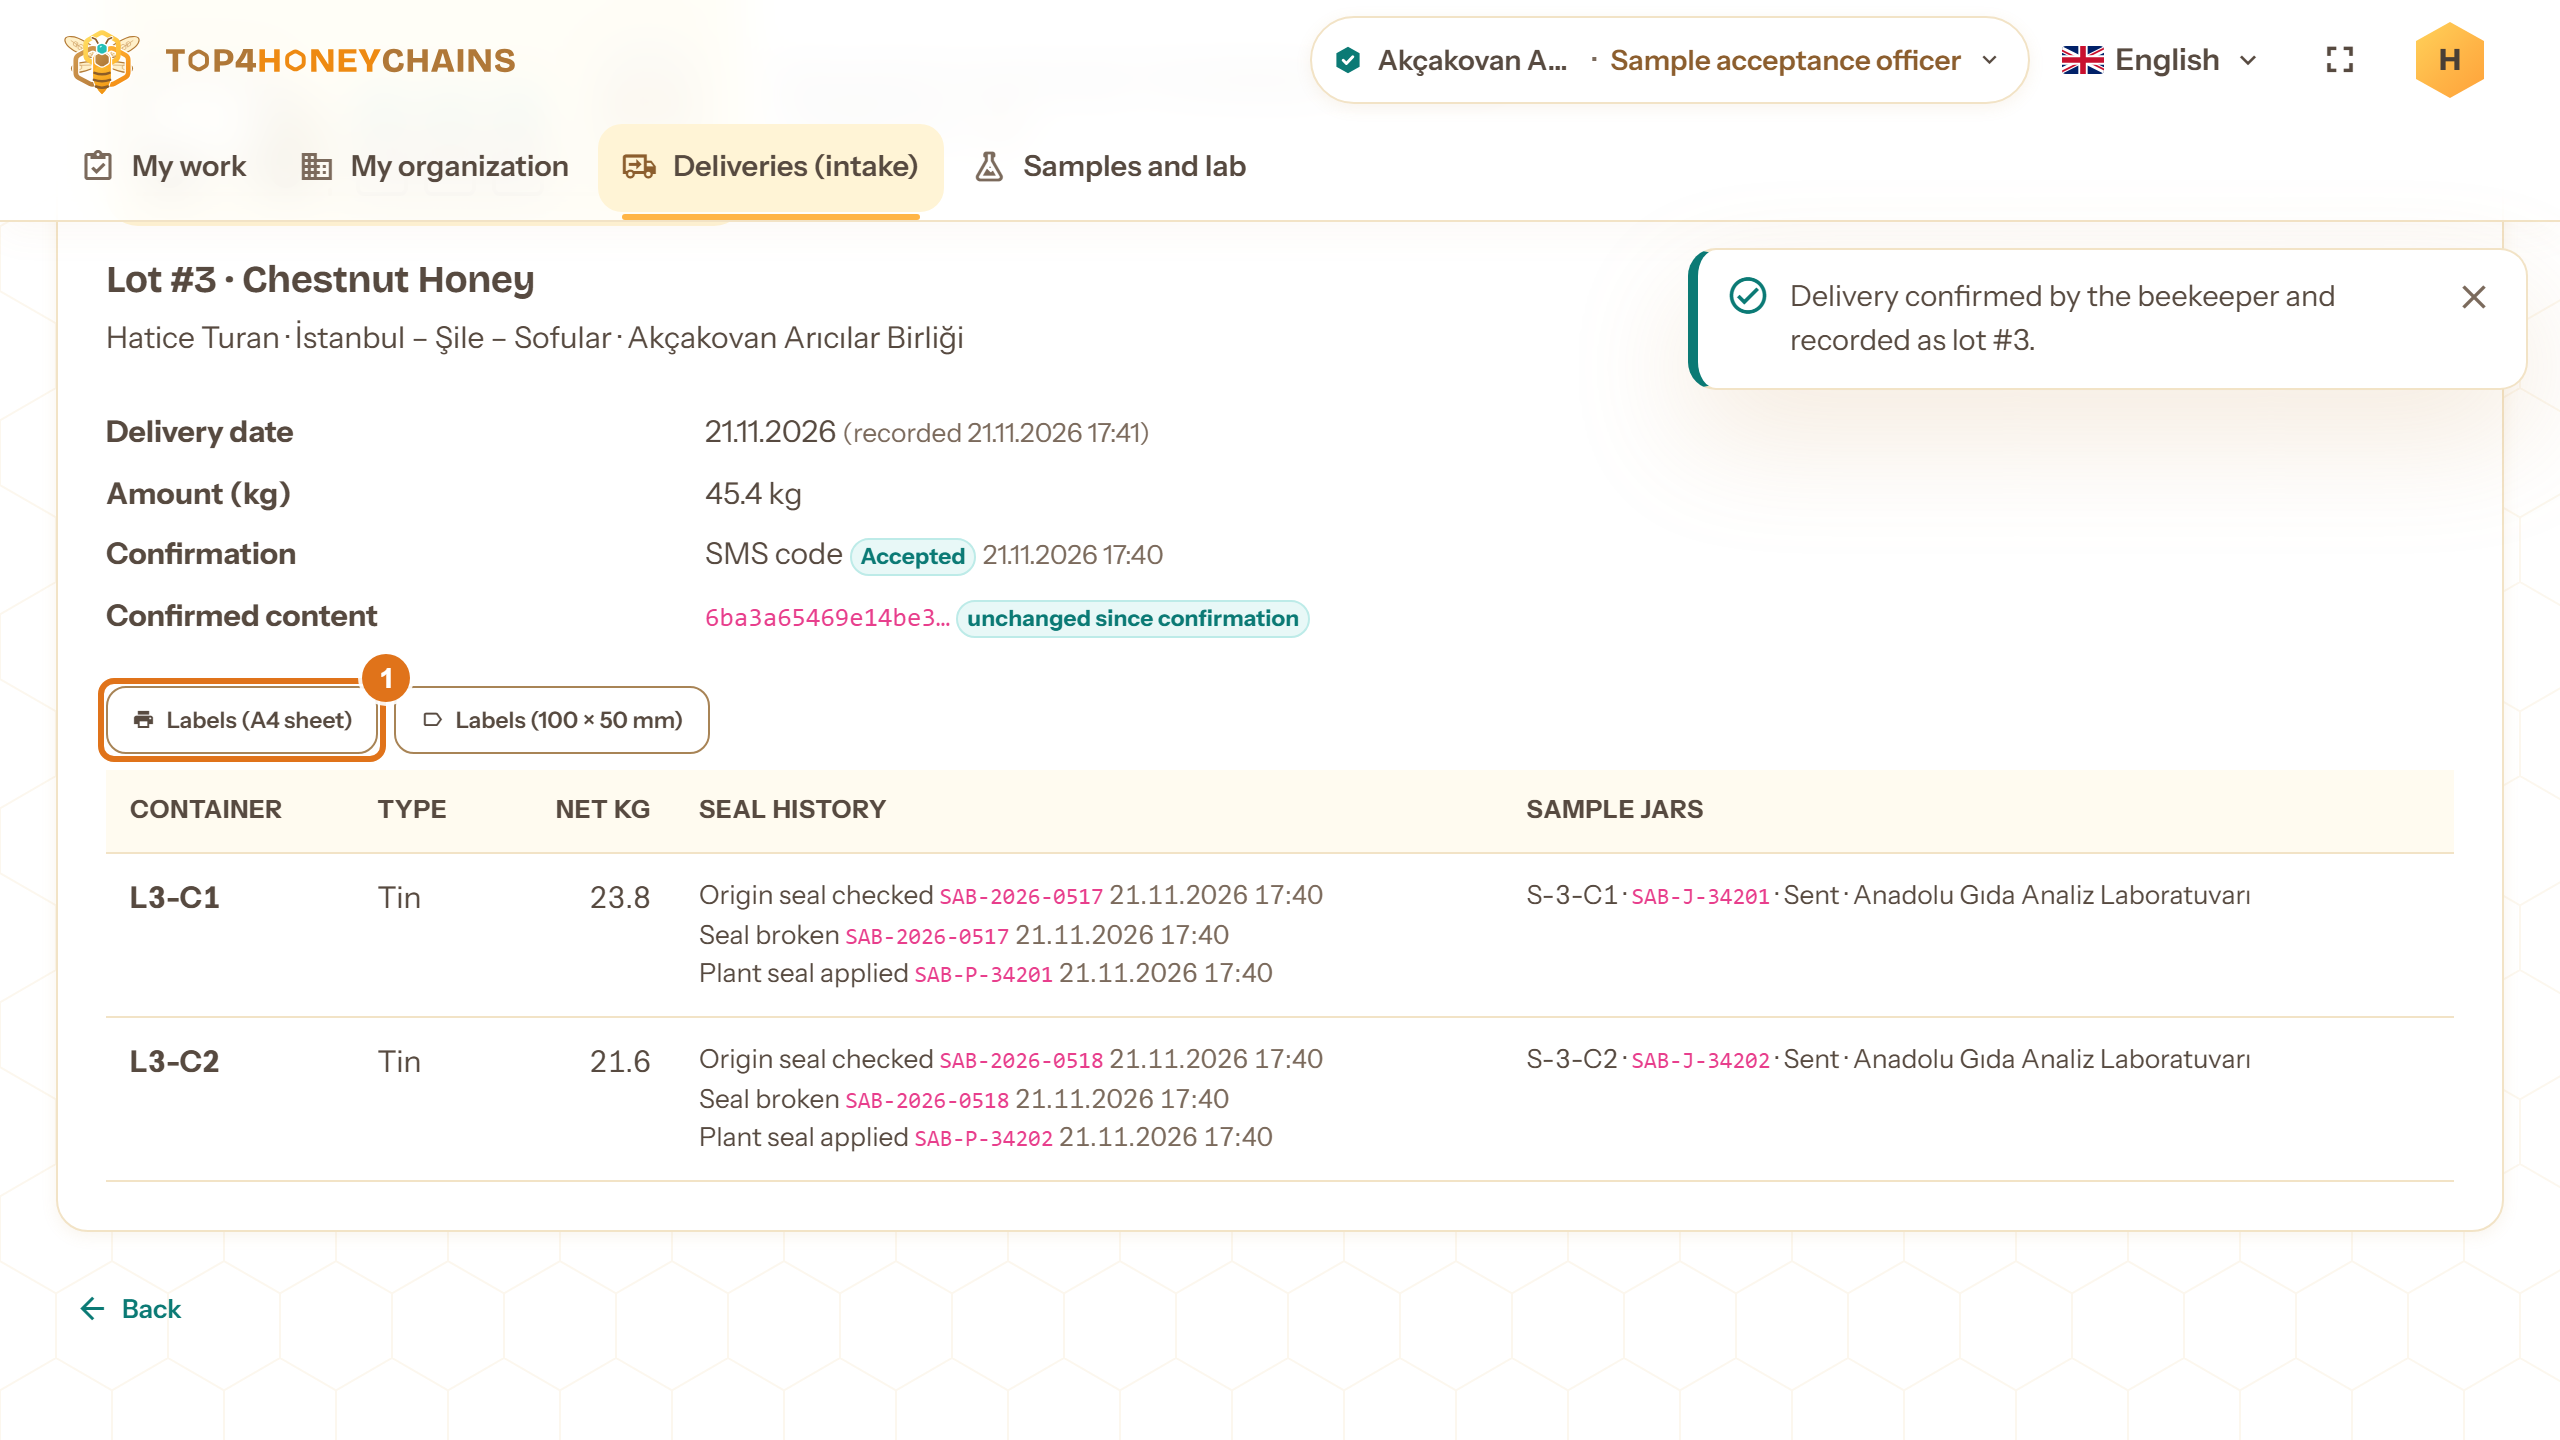 TOP4HONEYCHAINS
Akçakovan A... · Sample acceptance officer
English
H
My work
My organization
Deliveries (intake)
Samples and lab
Delivery confirmed by the beekeeper and
recorded as lot #3.
Lot #3 · Chestnut Honey
Hatice Turan · İstanbul – Şile – Sofular · Akçakovan Arıcılar Birliği
Delivery date 21.11.2026 (recorded 21.11.2026 17:41)
Amount (kg) 45.4 kg
Confirmation SMS code Accepted 21.11.2026 17:40
Confirmed content 6ba3a65469e14be3… unchanged since confirmation
1
Labels (A4 sheet) Labels (100 × 50 mm)
CONTAINER TYPE NET KG SEAL HISTORY SAMPLE JARS
L3-C1 Tin 23.8 Origin seal checked SAB-2026-0517 21.11.2026 17:40 S-3-C1 · SAB-J-34201 · Sent · Anadolu Gıda Analiz Laboratuvarı
Seal broken SAB-2026-0517 21.11.2026 17:40
Plant seal applied SAB-P-34201 21.11.2026 17:40
L3-C2 Tin 21.6 Origin seal checked SAB-2026-0518 21.11.2026 17:40 S-3-C2 · SAB-J-34202 · Sent · Anadolu Gıda Analiz Laboratuvarı
Seal broken SAB-2026-0518 21.11.2026 17:40
Plant seal applied SAB-P-34202 21.11.2026 17:40
Back